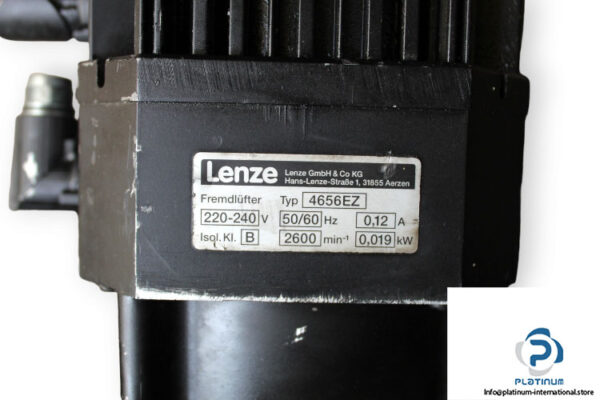 Lenze
Lenze GmbH & Co KG
Hans-Lenze-Straße 1, 31855 Aerzen
Fremdlüfter Typ 4656EZ
220-240 V 50/60 Hz 0,12 A
Isol. Kl. B 2600 min⁻¹ 0,019 kW
PLATINUM
Info@platinum-international.store